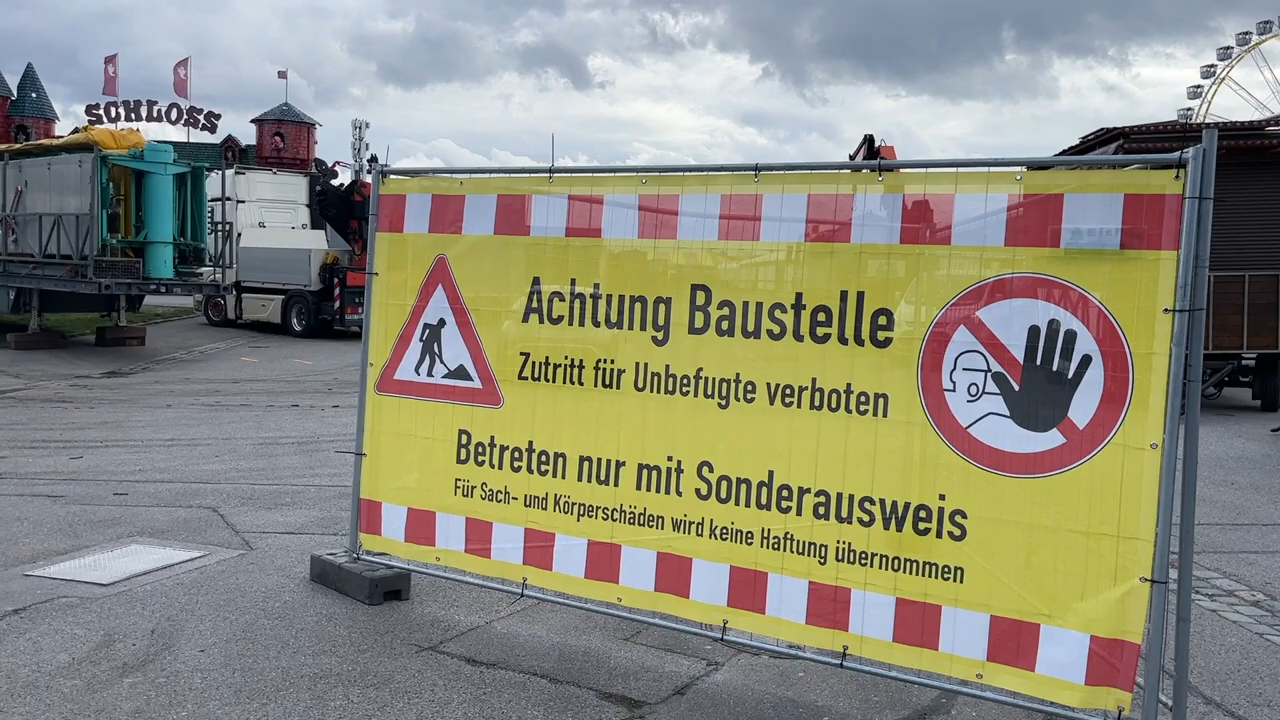 SCHLOSS
Achtung Baustelle
Zutritt für Unbefugte verboten
Betreten nur mit Sonderausweis
Für Sach- und Körperschäden wird keine Haftung übernommen